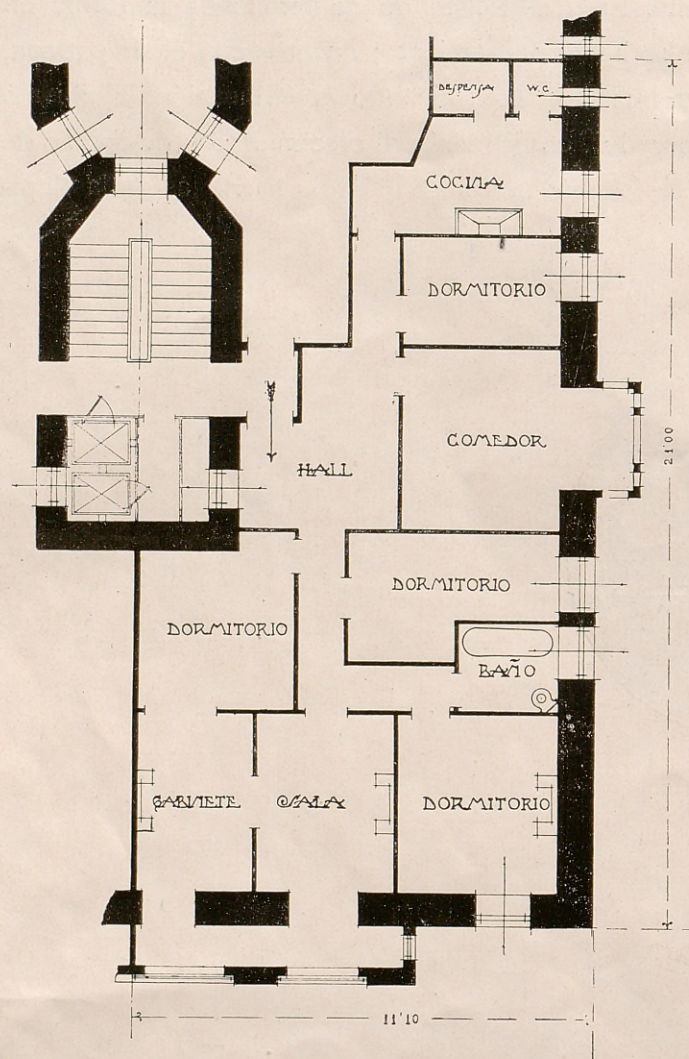 DESPENSA
W.C
COCINA
DORMITORIO
COMEDOR
21'00
HALL
DORMITORIO
DORMITORIO
BAÑO
GABINETE
SALA
DORMITORIO
11'10